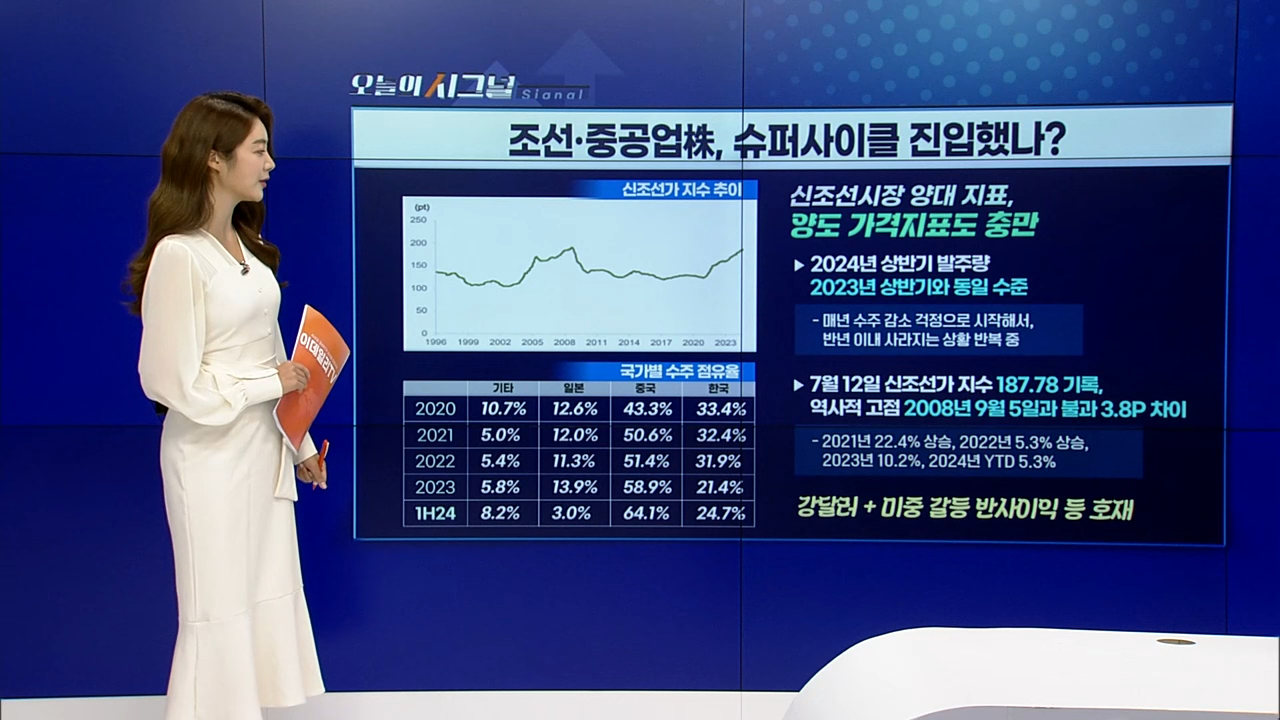 오늘의 시그널 Signal
조선·중공업株, 슈퍼사이클 진입했나?
신조선가 지수 추이
(pt)
250
200
150
100
50
0
1996 1999 2002 2005 2008 2011 2014 2017 2020 2023
국가별 수주 점유율
기타 일본 중국 한국
2020 10.7% 12.6% 43.3% 33.4%
2021 5.0% 12.0% 50.6% 32.4%
2022 5.4% 11.3% 51.4% 31.9%
2023 5.8% 13.9% 58.9% 21.4%
1H24 8.2% 3.0% 64.1% 24.7%
신조선시장 양대 지표,
양도 가격지표도 충만
▶ 2024년 상반기 발주량
2023년 상반기와 동일 수준
- 매년 수주 감소 걱정으로 시작해서,
반년 이내 사라지는 상황 반복 중
▶ 7월 12일 신조선가 지수 187.78 기록,
역사적 고점 2008년 9월 5일과 불과 3.8P 차이
- 2021년 22.4% 상승, 2022년 5.3% 상승,
2023년 10.2%, 2024년 YTD 5.3%
강달러 + 미중 갈등 반사이익 등 호재
이데일리TV